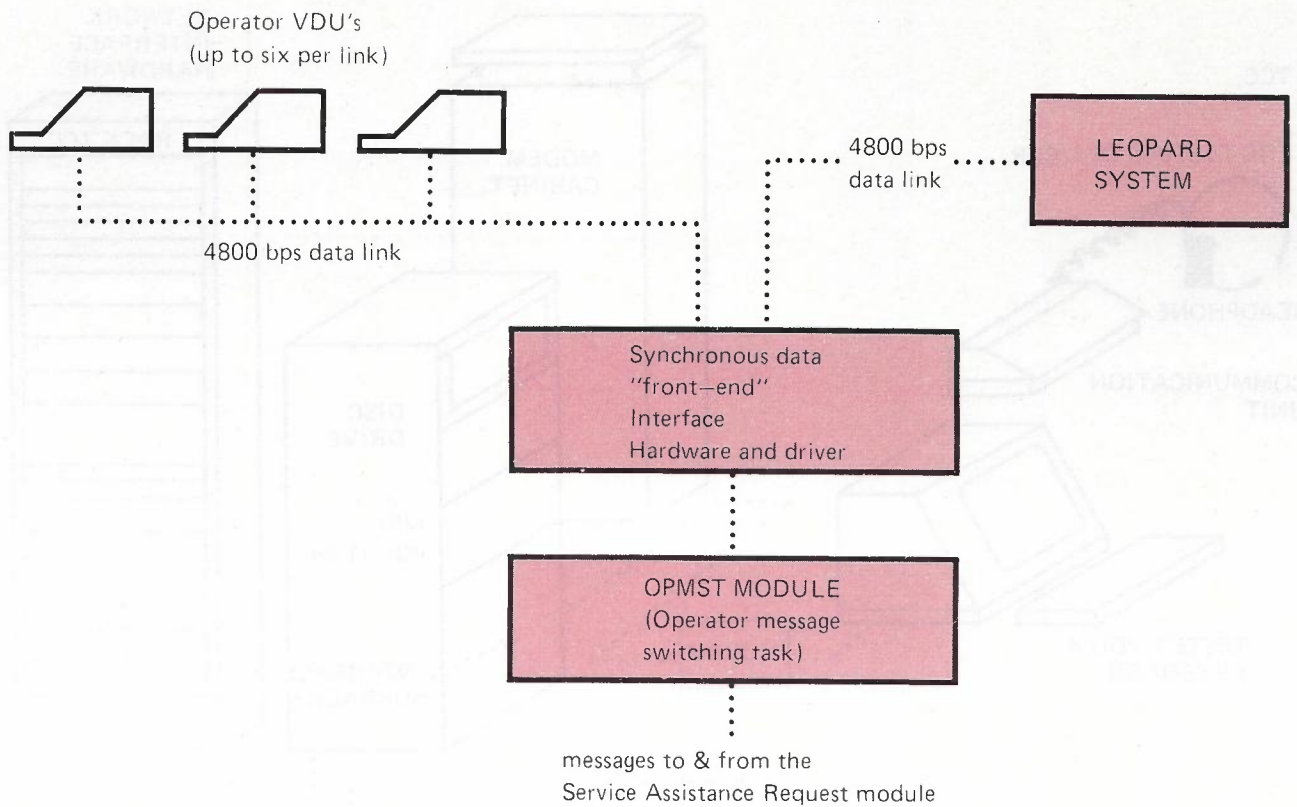 Operator VDU's
(up to six per link)
4800 bps
data link
LEOPARD
SYSTEM
4800 bps data link
Synchronous data
"front—end"
Interface
Hardware and driver
OPMST MODULE
(Operator message
switching task)
messages to & from the
Service Assistance Request module